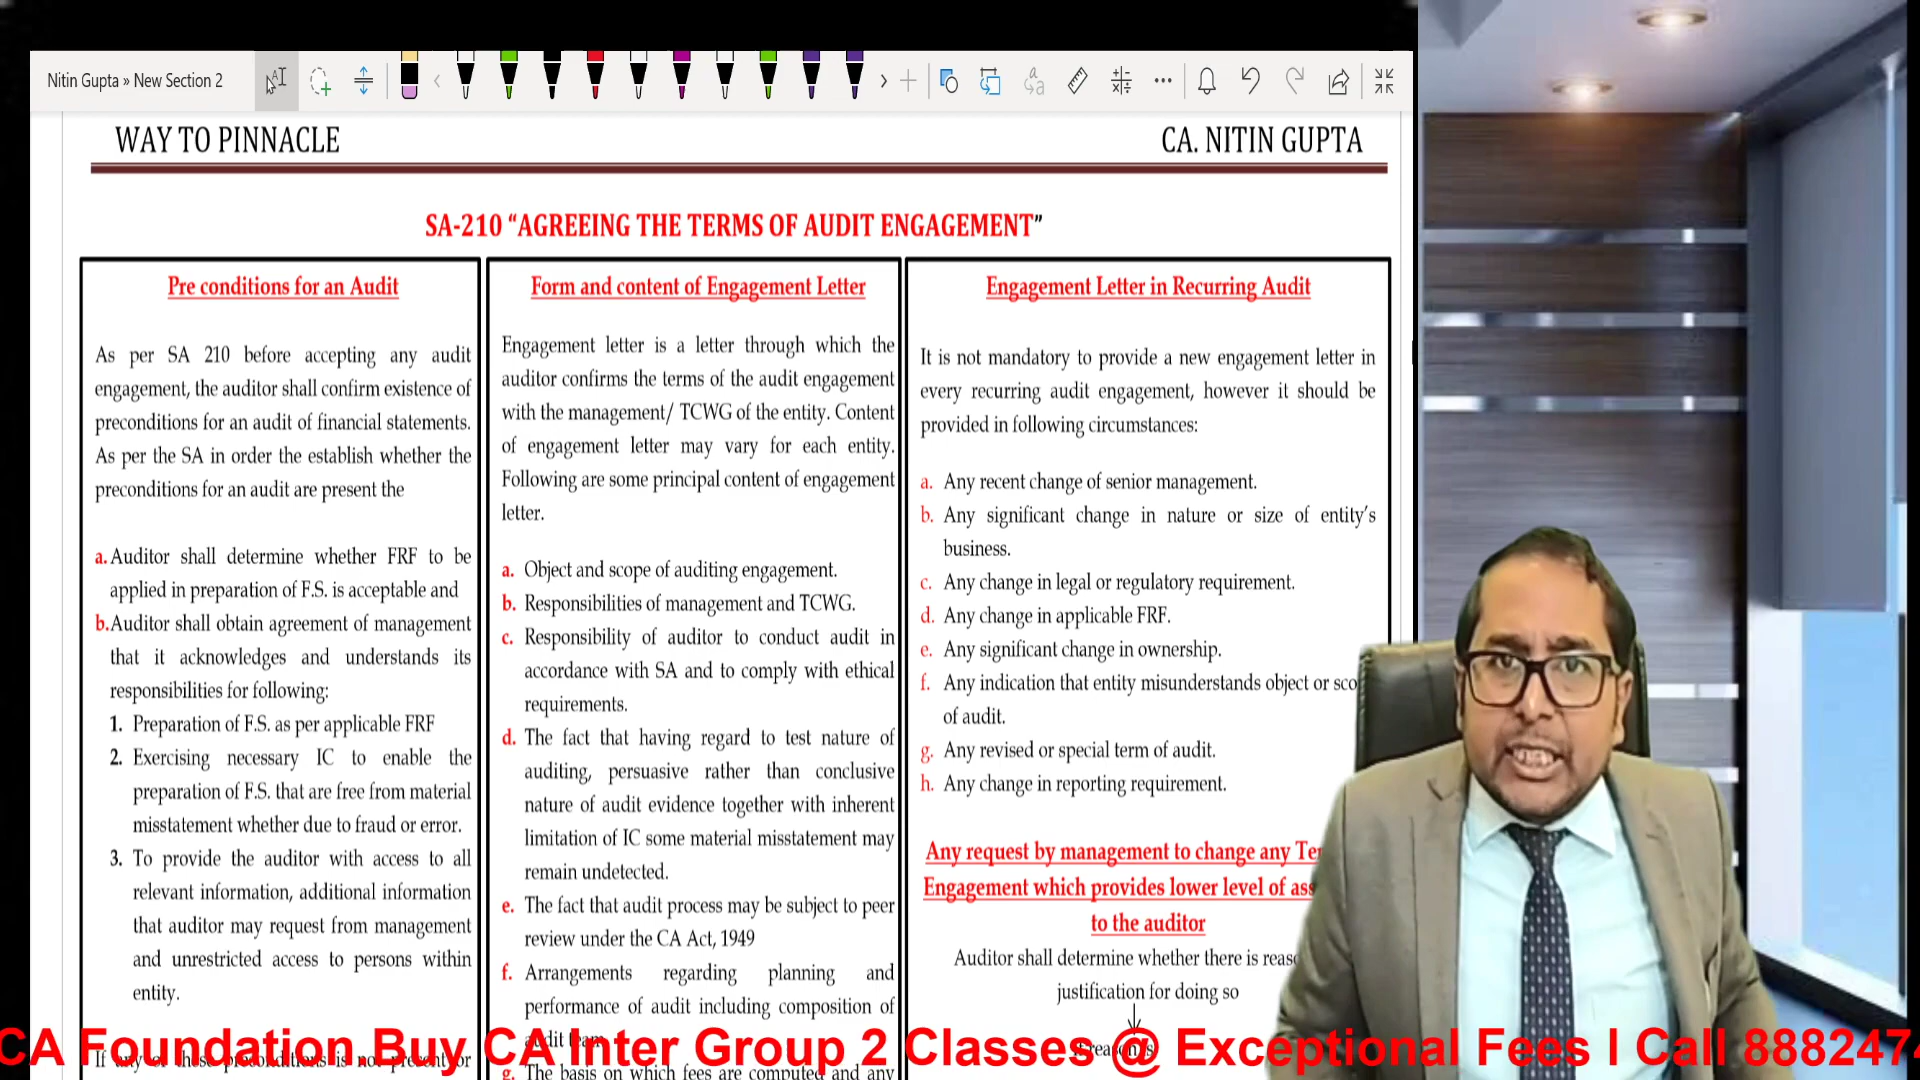 Nitin Gupta » New Section 2
WAY TO PINNACLE
CA. NITIN GUPTA
SA-210 “AGREEING THE TERMS OF AUDIT ENGAGEMENT”
Pre conditions for an Audit
As per SA 210 before accepting any audit
engagement, the auditor shall confirm existence of
preconditions for an audit of financial statements.
As per the SA in order the establish whether the
preconditions for an audit are present the
a. Auditor shall determine whether FRF to be
applied in preparation of F.S. is acceptable and
b. Auditor shall obtain agreement of management
that it acknowledges and understands its
responsibilities for following:
1. Preparation of F.S. as per applicable FRF
2. Exercising necessary IC to enable the
preparation of F.S. that are free from material
misstatement whether due to fraud or error.
3. To provide the auditor with access to all
relevant information, additional information
that auditor may request from management
and unrestricted access to persons within
entity.
Form and content of Engagement Letter
Engagement letter is a letter through which the
auditor confirms the terms of the audit engagement
with the management/ TCWG of the entity. Content
of engagement letter may vary for each entity.
Following are some principal content of engagement
letter.
a. Object and scope of auditing engagement.
b. Responsibilities of management and TCWG.
c. Responsibility of auditor to conduct audit in
accordance with SA and to comply with ethical
requirements.
d. The fact that having regard to test nature of
auditing, persuasive rather than conclusive
nature of audit evidence together with inherent
limitation of IC some material misstatement may
remain undetected.
e. The fact that audit process may be subject to peer
review under the CA Act, 1949
f. Arrangements regarding planning and
performance of audit including composition of
g. The basis on which fees are computed and any
Engagement Letter in Recurring Audit
It is not mandatory to provide a new engagement letter in
every recurring audit engagement, however it should be
provided in following circumstances:
a. Any recent change of senior management.
b. Any significant change in nature or size of entity’s
business.
c. Any change in legal or regulatory requirement.
d. Any change in applicable FRF.
e. Any significant change in ownership.
f. Any indication that entity misunderstands object or
of audit.
g. Any revised or special term of audit.
h. Any change in reporting requirement.
Any request by management to change any
Engagement which provides lower level of
to the auditor
Auditor shall determine whether there is
justification for doing so
CA Foundation Buy CA Inter Group 2 Classes @ Exceptional Fees I Call 888247